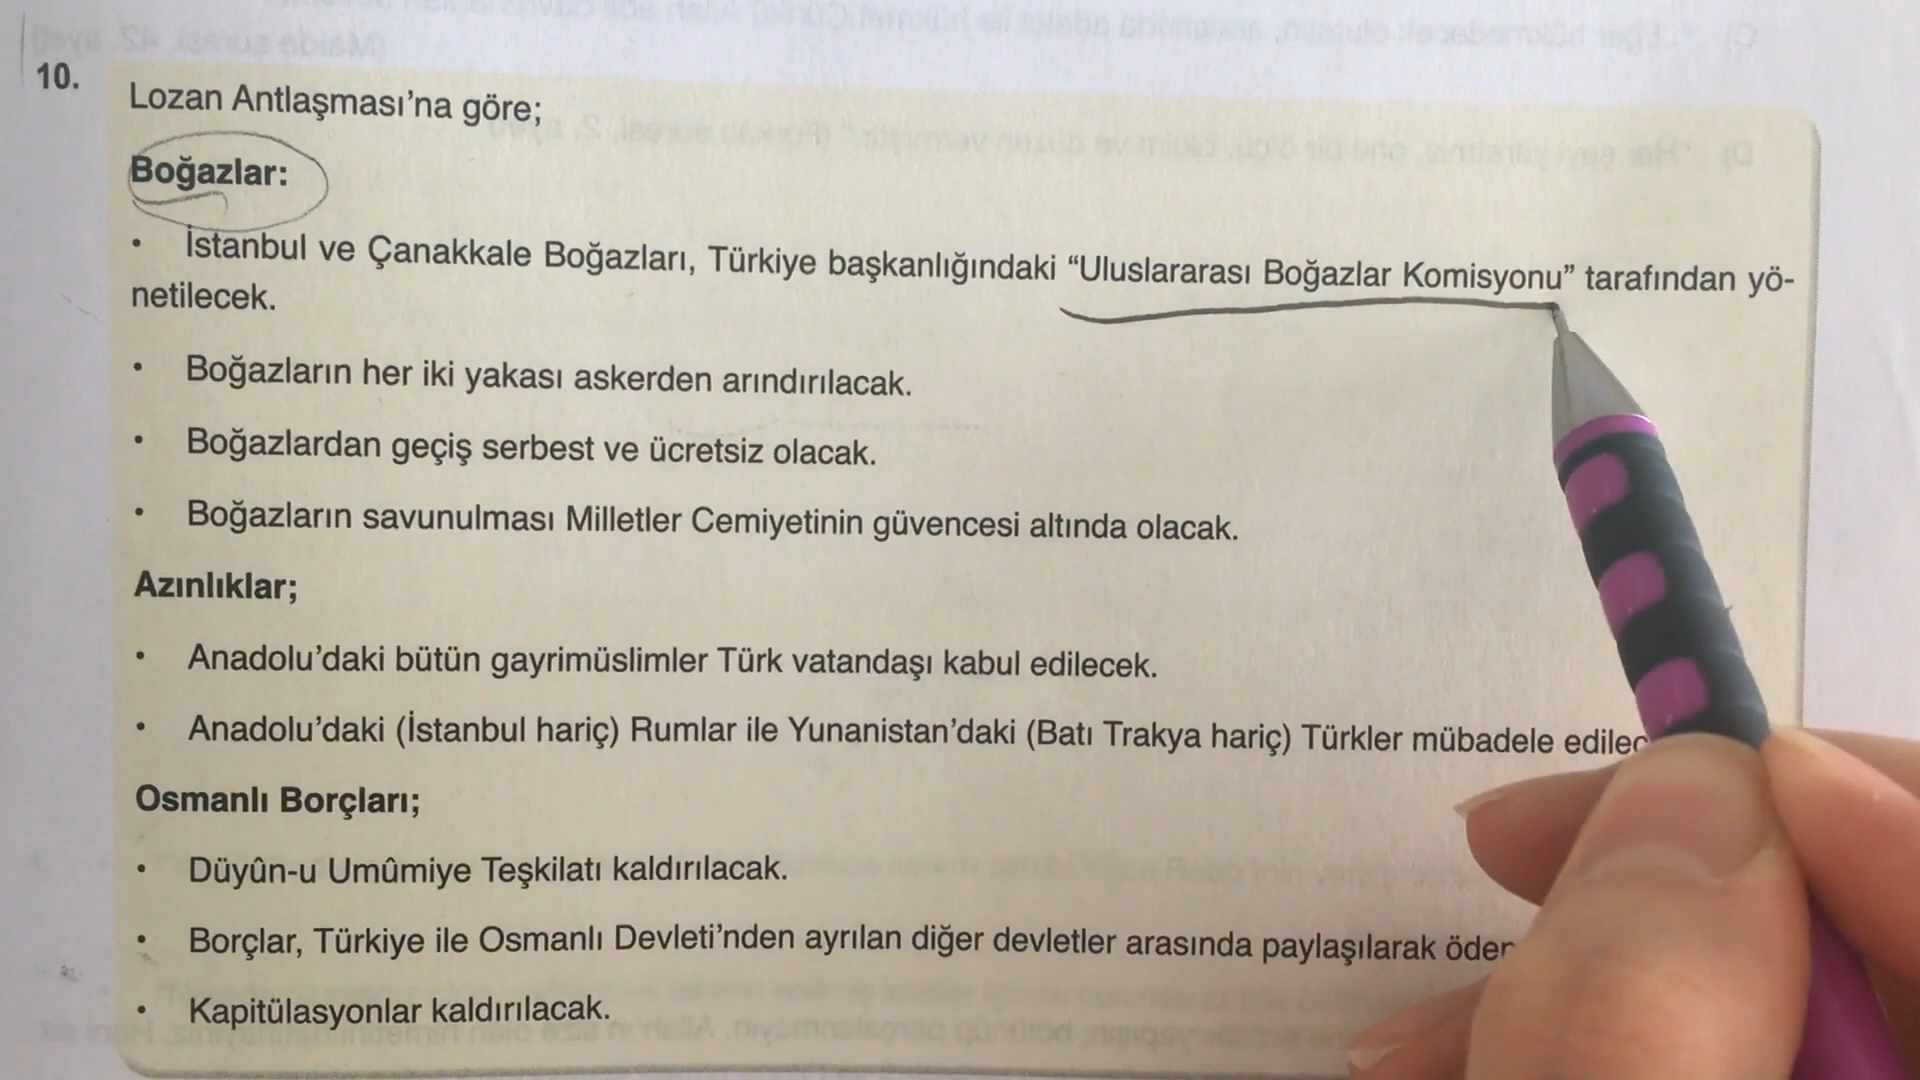 10.
Lozan Antlaşması’na göre;
Boğazlar:
• İstanbul ve Çanakkale Boğazları, Türkiye başkanlığındaki “Uluslararası Boğazlar Komisyonu” tarafından yö-
netilecek.
• Boğazların her iki yakası askerden arındırılacak.
• Boğazlardan geçiş serbest ve ücretsiz olacak.
• Boğazların savunulması Milletler Cemiyetinin güvencesi altında olacak.
Azınlıklar;
• Anadolu’daki bütün gayrimüslimler Türk vatandaşı kabul edilecek.
• Anadolu’daki (İstanbul hariç) Rumlar ile Yunanistan’daki (Batı Trakya hariç) Türkler mübadele edilec
Osmanlı Borçları;
• Düyûn-u Umûmiye Teşkilatı kaldırılacak.
• Borçlar, Türkiye ile Osmanlı Devleti’nden ayrılan diğer devletler arasında paylaşılarak öden
• Kapitülasyonlar kaldırılacak.